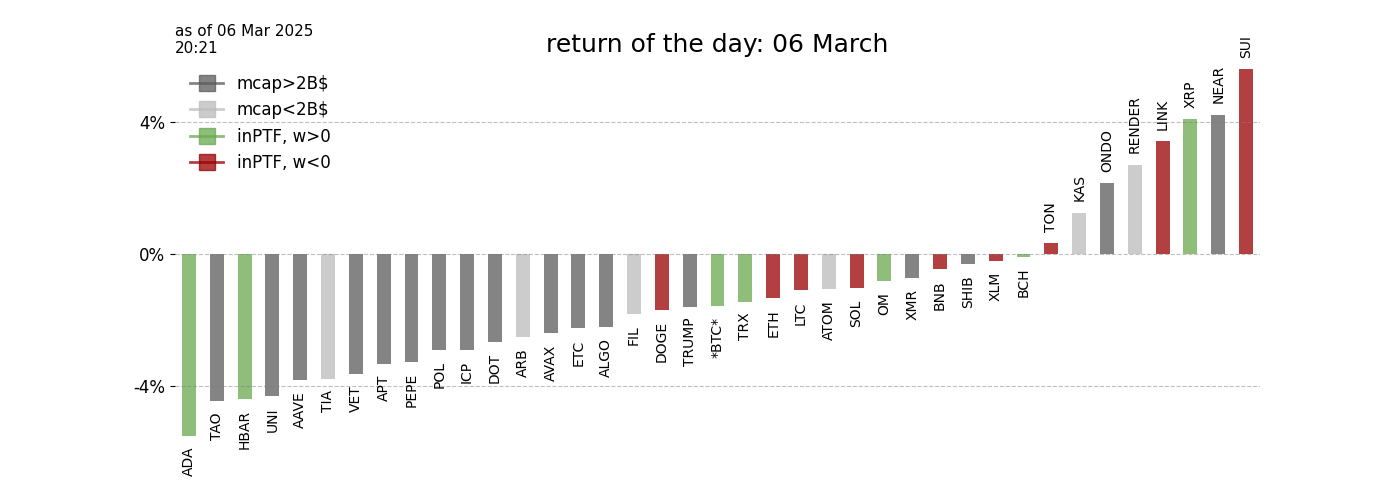 as of 06 Mar 2025
20:21
return of the day: 06 March
mcap>2B$
mcap<2B$
inPTF, w>0
inPTF, w<0
4%
0%
-4%
ADA
TAO
HBAR
UNI
AAVE
TIA
VET
APT
PEPE
POL
ICP
DOT
ARB
AVAX
ETC
ALGO
FIL
DOGE
TRUMP
*BTC*
TRX
ETH
LTC
ATOM
SOL
OM
XMR
BNB
SHIB
XLM
BCH
TON
KAS
ONDO
RENDER
LINK
XRP
NEAR
SUI